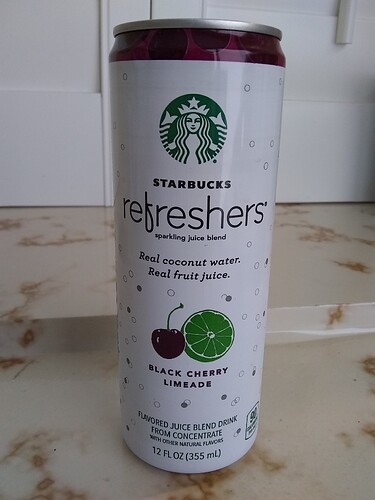 STARBUCKS
refreshers
sparkling juice blend
Real coconut water.
Real fruit juice.
BLACK CHERRY
LIMEADE
FLAVORED JUICE BLEND DRINK
FROM CONCENTRATE
WITH OTHER NATURAL FLAVORS
12 FL OZ (355 mL)